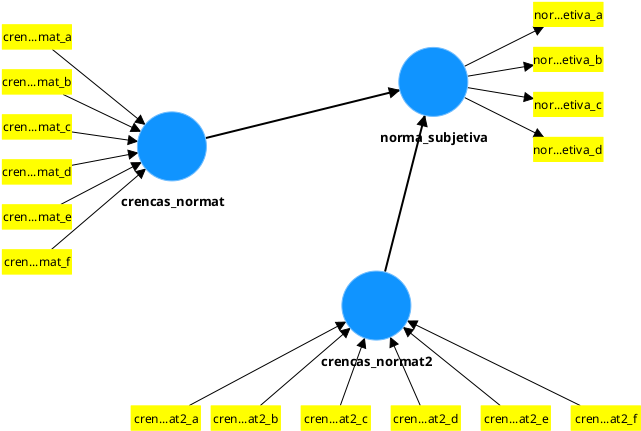 nor...etiva_a
cren...mat_a
nor...etiva_b
cren...mat_b
nor...etiva_c
cren...mat_c
norma_subjetiva
nor...etiva_d
cren...mat_d
crencas_normat
cren...mat_e
cren...mat_f
crencas_normat2
cren...at2_a cren...at2_b cren...at2_c cren...at2_d cren...at2_e cren...at2_f